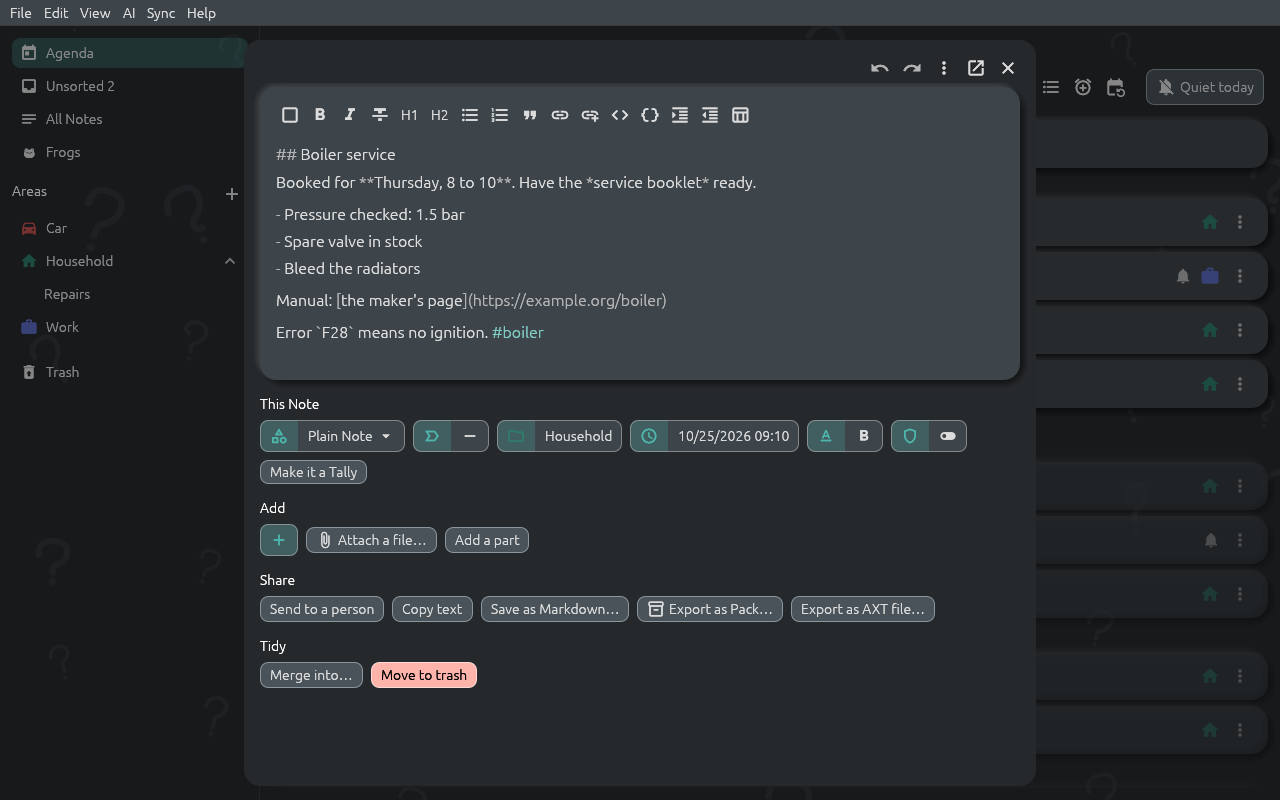 File Edit View AI Sync Help
Agenda
Unsorted 2
All Notes
Frogs
Areas
Car
Household
Repairs
Work
Trash
Quiet today
B I H1 H2
## Boiler service
Booked for **Thursday, 8 to 10**. Have the *service booklet* ready.
- Pressure checked: 1.5 bar
- Spare valve in stock
- Bleed the radiators
Manual: [the maker's page](https://example.org/boiler)
Error `F28` means no ignition. #boiler
This Note
Plain Note
Household
10/25/2026 09:10
A B
Make it a Tally
Add
Attach a file… Add a part
Share
Send to a person Copy text Save as Markdown… Export as Pack… Export as AXT file…
Tidy
Merge into… Move to trash